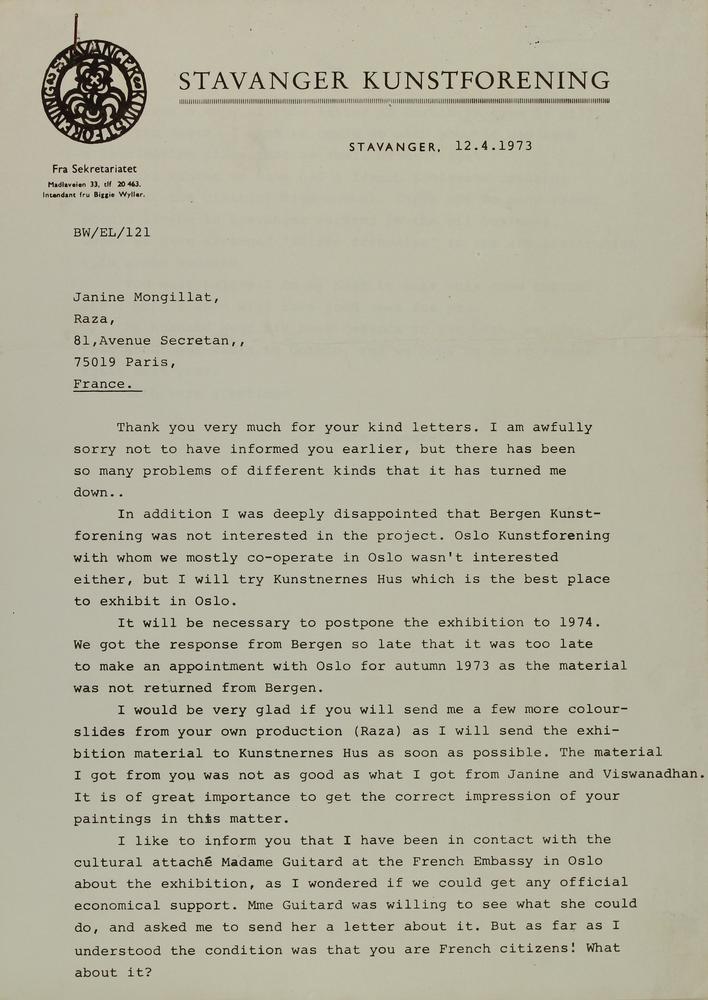 STAVANGER KUNSTFORENING
STAVANGER KUNSTFORENING
STAVANGER, 12.4.1973
Fra Sekretariatet
Madlaveien 33, tlf 20 463.
Intendant fru Biggie Wyller.
BW/EL/121
Janine Mongillat,
Raza,
81,Avenue Secretan,,
75019 Paris,
France.
Thank you very much for your kind letters. I am awfully
sorry not to have informed you earlier, but there has been
so many problems of different kinds that it has turned me
down..
In addition I was deeply disappointed that Bergen Kunst-
forening was not interested in the project. Oslo Kunstforening
with whom we mostly co-operate in Oslo wasn't interested
either, but I will try Kunstnernes Hus which is the best place
to exhibit in Oslo.
It will be necessary to postpone the exhibition to 1974.
We got the response from Bergen so late that it was too late
to make an appointment with Oslo for autumn 1973 as the material
was not returned from Bergen.
I would be very glad if you will send me a few more colour-
slides from your own production (Raza) as I will send the exhi-
bition material to Kunstnernes Hus as soon as possible. The material
I got from you was not as good as what I got from Janine and Viswanadhan.
It is of great importance to get the correct impression of your
paintings in this matter.
I like to inform you that I have been in contact with the
cultural attaché Madame Guitard at the French Embassy in Oslo
about the exhibition, as I wondered if we could get any official
economical support. Mme Guitard was willing to see what she could
do, and asked me to send her a letter about it. But as far as I
understood the condition was that you are French citizens! What
about it?